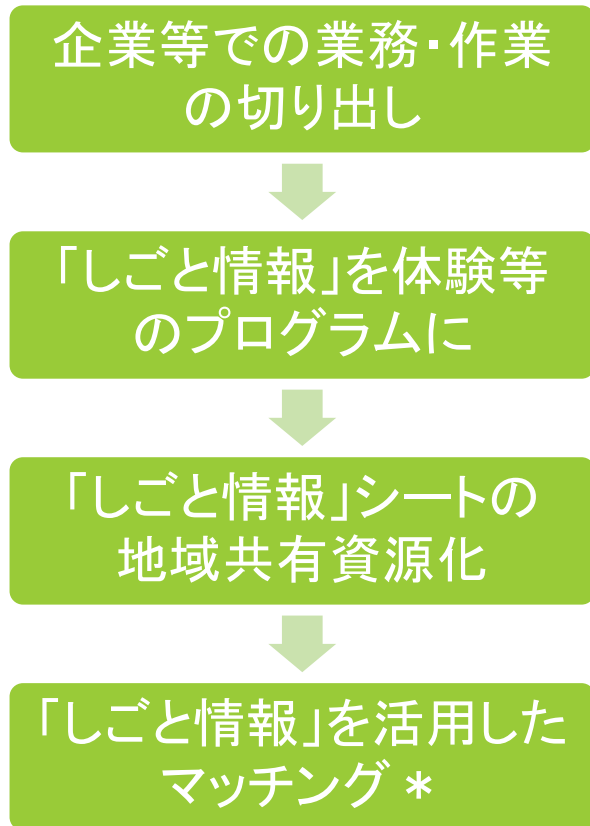 企業等での業務・作業
の切り出し
「しごと情報」を体験等
のプログラムに
「しごと情報」シートの
地域共有資源化
「しごと情報」を活用した
マッチング *